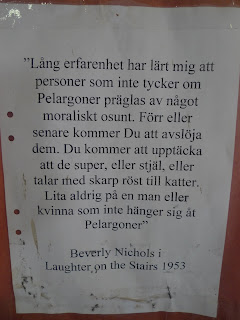 "Lång erfarenhet har lärt mig att
personer som inte tycker om
Pelargoner präglas av något
moraliskt osunt. Förr eller
senare kommer Du att avslöja
dem. Du kommer att upptäcka
att de super, eller stjäl, eller
talar med skarp röst till katter.
Lita aldrig på en man eller
kvinna som inte hänger sig åt
Pelargoner"
Beverly Nichols i
Laughter on the Stairs 1953